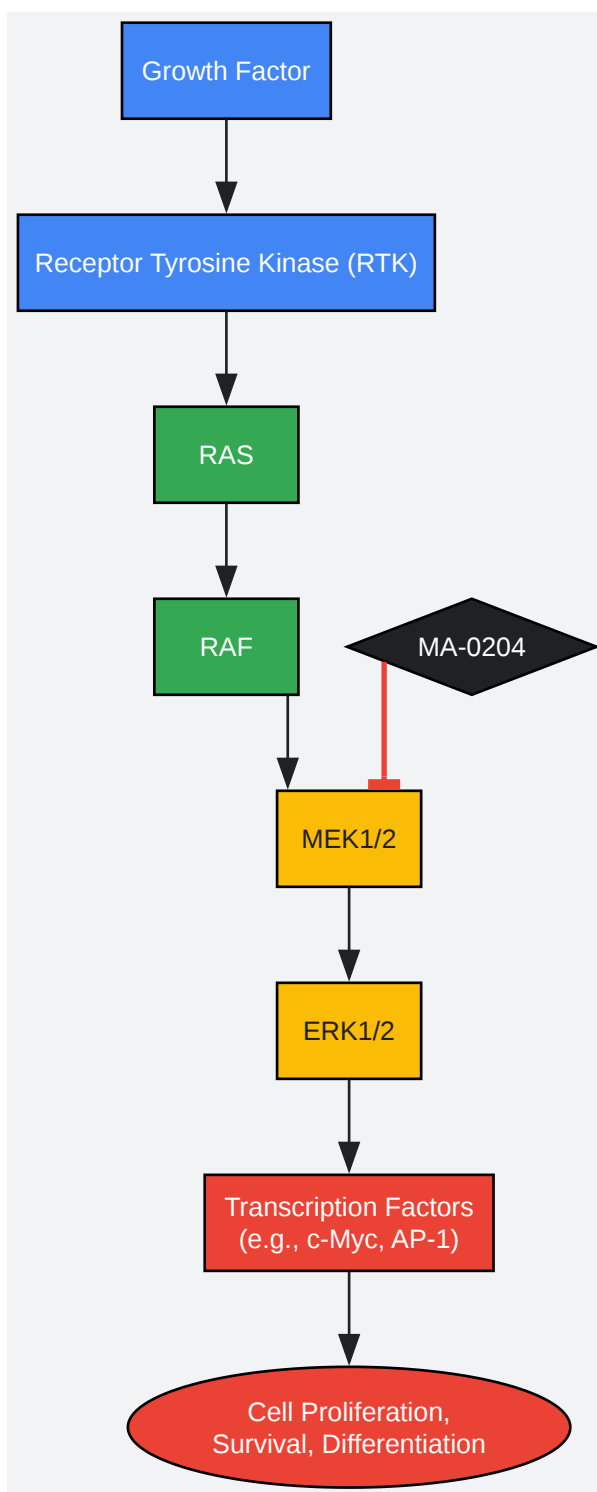 Growth Factor
Receptor Tyrosine Kinase (RTK)
RAS
RAF
MA-0204
MEK1/2
ERK1/2
Transcription Factors
(e.g., c-Myc, AP-1)
Cell Proliferation,
Survival, Differentiation